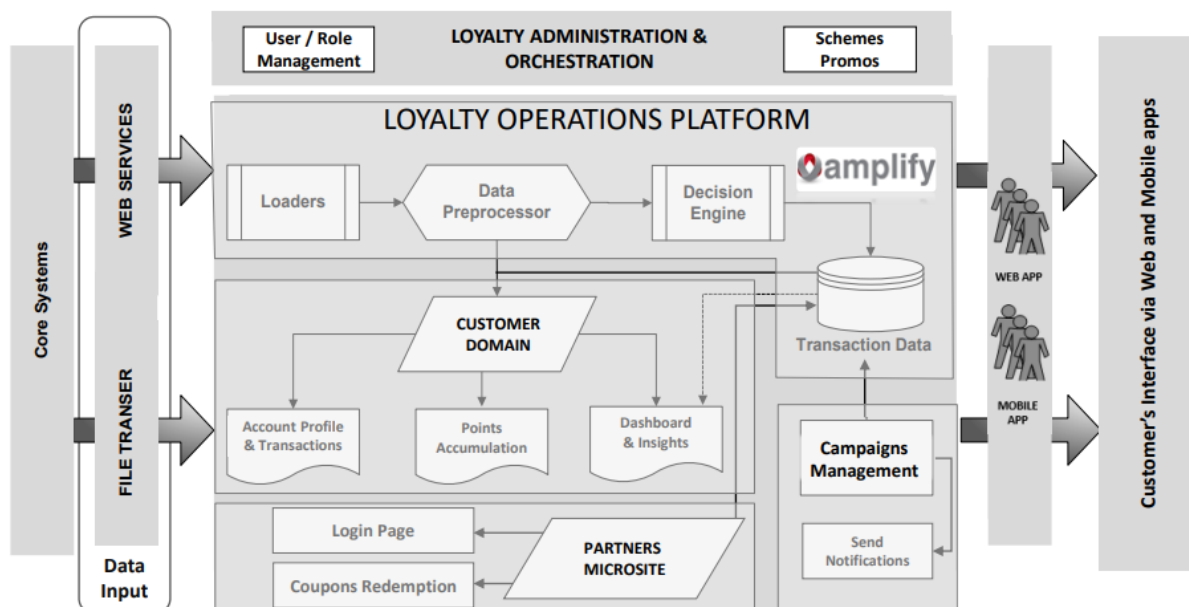 User / Role
Management
LOYALTY ADMINISTRATION &
ORCHESTRATION
Schemes
Promos
Core Systems
WEB SERVICES
FILE TRANSER
Data
Input
LOYALTY OPERATIONS PLATFORM
amplify
Loaders
Data
Preprocessor
Decision
Engine
Transaction Data
CUSTOMER
DOMAIN
Account Profile
& Transactions
Points
Accumulation
Dashboard
& Insights
Campaigns
Management
Send
Notifications
Login Page
Coupons Redemption
PARTNERS
MICROSITE
WEB APP
MOBILE
APP
Customer's Interface via Web and Mobile apps